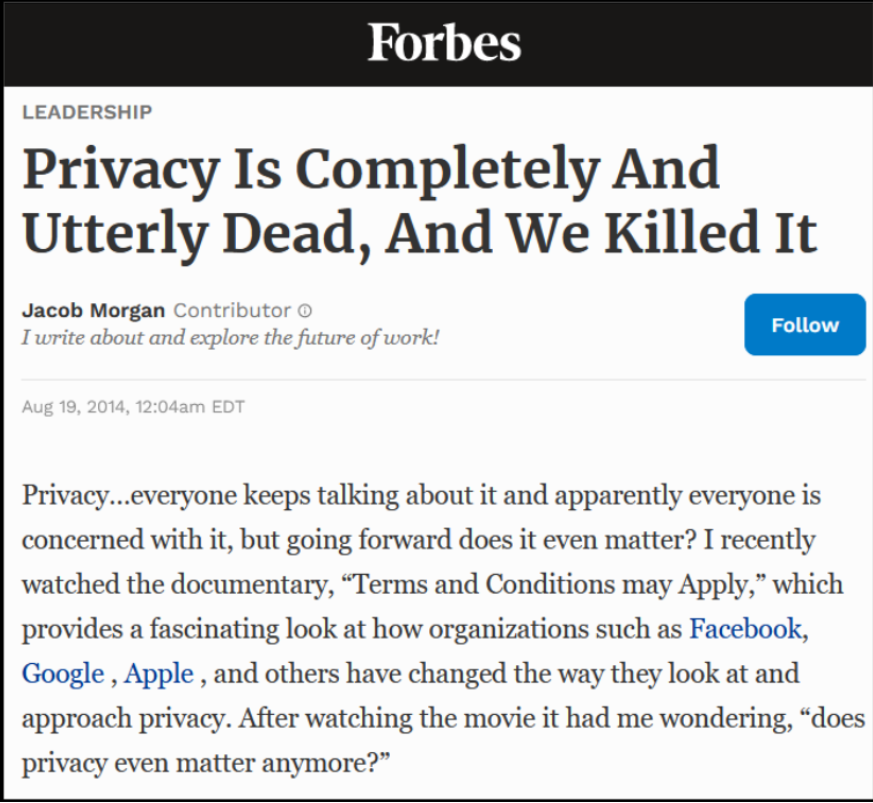 Forbes
LEADERSHIP
Privacy Is Completely And
Utterly Dead, And We Killed It
Jacob Morgan Contributor ⓘ
I write about and explore the future of work!
Follow
Aug 19, 2014, 12:04am EDT
Privacy...everyone keeps talking about it and apparently everyone is
concerned with it, but going forward does it even matter? I recently
watched the documentary, “Terms and Conditions may Apply,” which
provides a fascinating look at how organizations such as Facebook,
Google , Apple , and others have changed the way they look at and
approach privacy. After watching the movie it had me wondering, “does
privacy even matter anymore?”